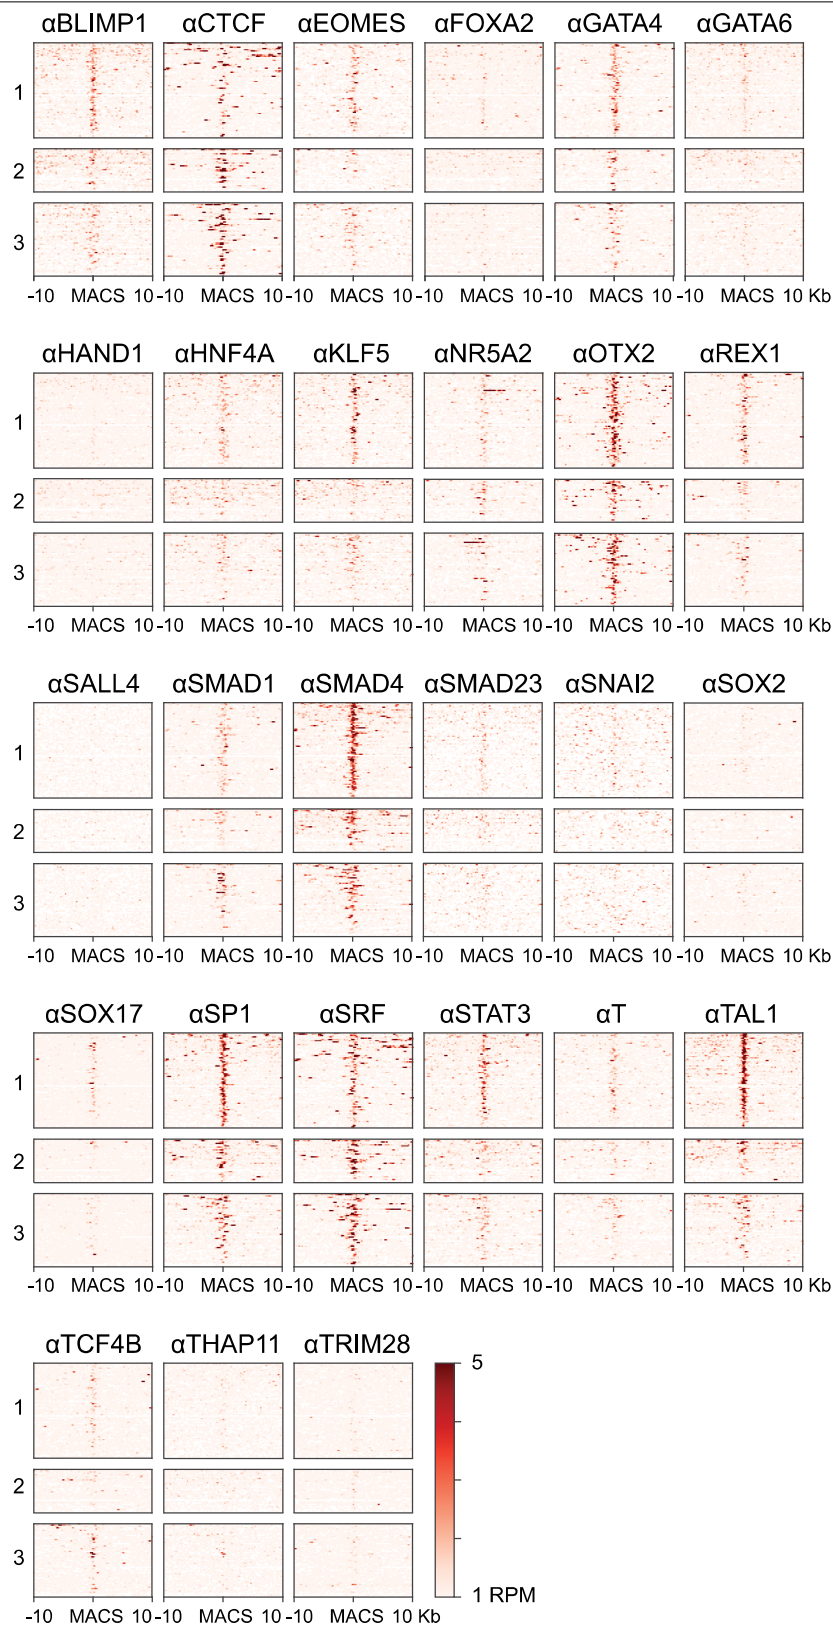 αBLIMP1 αCTCF αEOMES αFOXA2 αGATA4 αGATA6
1
2
3
-10 MACS 10 -10 MACS 10 -10 MACS 10 -10 MACS 10 -10 MACS 10 -10 MACS 10 Kb
αHAND1 αHNF4A αKLF5 αNR5A2 αOTX2 αREX1
1
2
3
-10 MACS 10 -10 MACS 10 -10 MACS 10 -10 MACS 10 -10 MACS 10 -10 MACS 10 Kb
αSALL4 αSMAD1 αSMAD4 αSMAD23 αSNAI2 αSOX2
1
2
3
-10 MACS 10 -10 MACS 10 -10 MACS 10 -10 MACS 10 -10 MACS 10 -10 MACS 10 Kb
αSOX17 αSP1 αSRF αSTAT3 αT αTAL1
1
2
3
-10 MACS 10 -10 MACS 10 -10 MACS 10 -10 MACS 10 -10 MACS 10 -10 MACS 10 Kb
αTCF4B αTHAP11 αTRIM28
5
1
2
3
1 RPM
-10 MACS 10 -10 MACS 10 -10 MACS 10 Kb